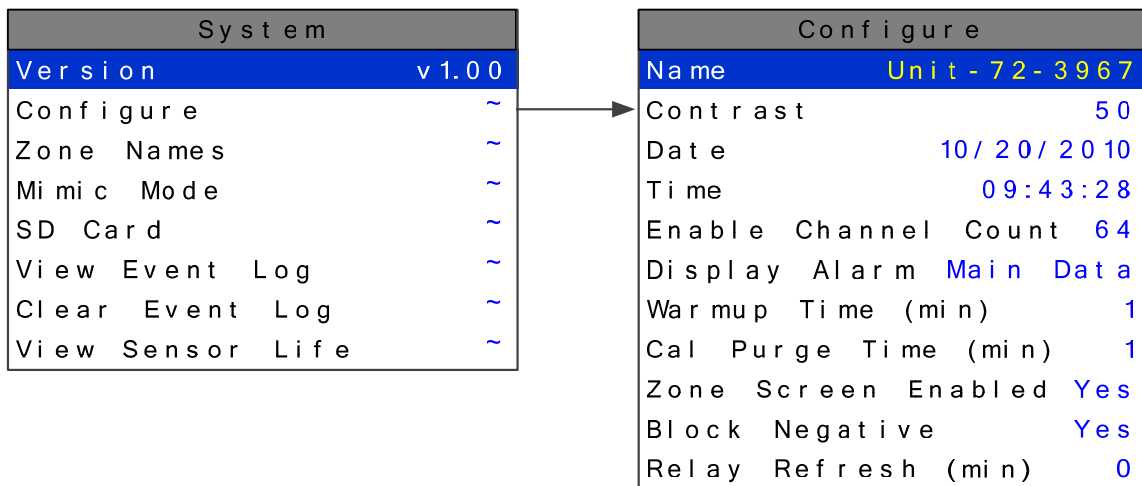 System
Version v1.00
Configure ~
Zone Names ~
Mimic Mode ~
SD Card ~
View Event Log ~
Clear Event Log ~
View Sensor Life ~
Configure
Name Unit-72-3967
Contrast 50
Date 10/20/2010
Time 09:43:28
Enable Channel Count 64
Display Alarm Main Data
Warmup Time (min) 1
Cal Purge Time (min) 1
Zone Screen Enabled Yes
Block Negative Yes
Relay Refresh (min) 0